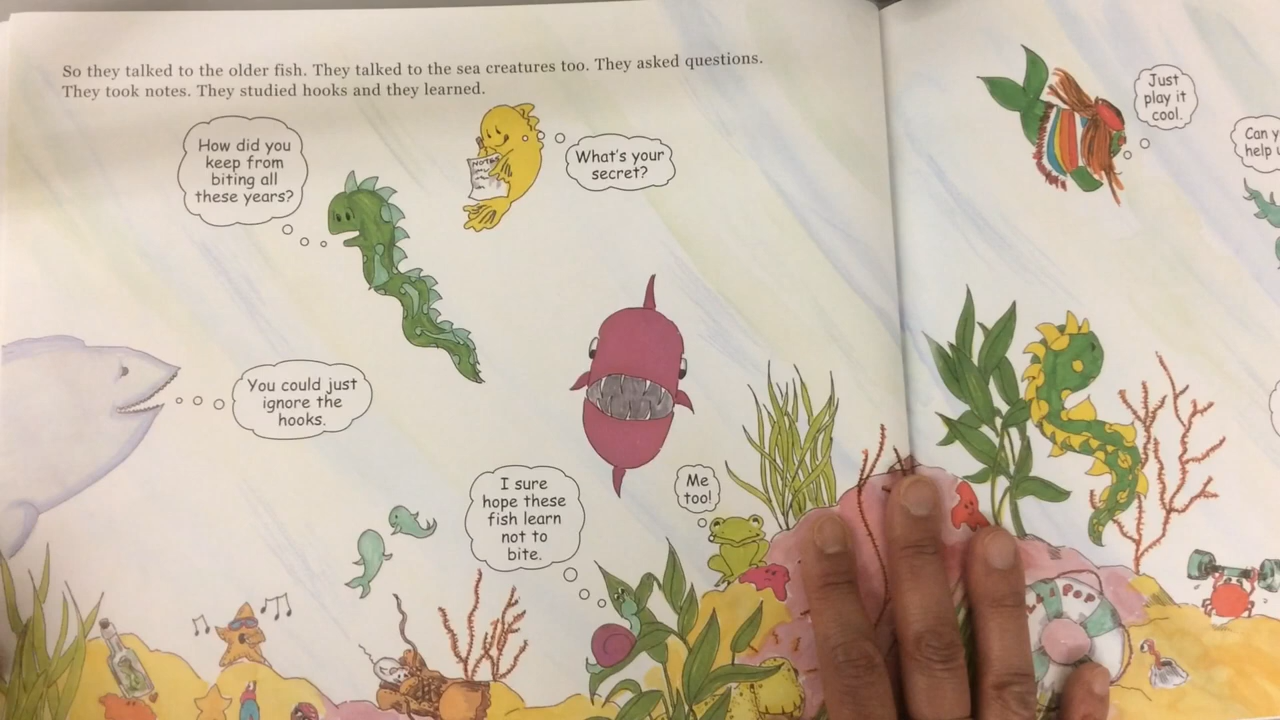 So they talked to the older fish. They talked to the sea creatures too. They asked questions.
They took notes. They studied hooks and they learned.
How did you
keep from
biting all
these years?
NOTES
What's your
secret?
Just
play it
cool.
You could just
ignore the
hooks.
I sure
hope these
fish learn
not to
bite.
Me
too!
help